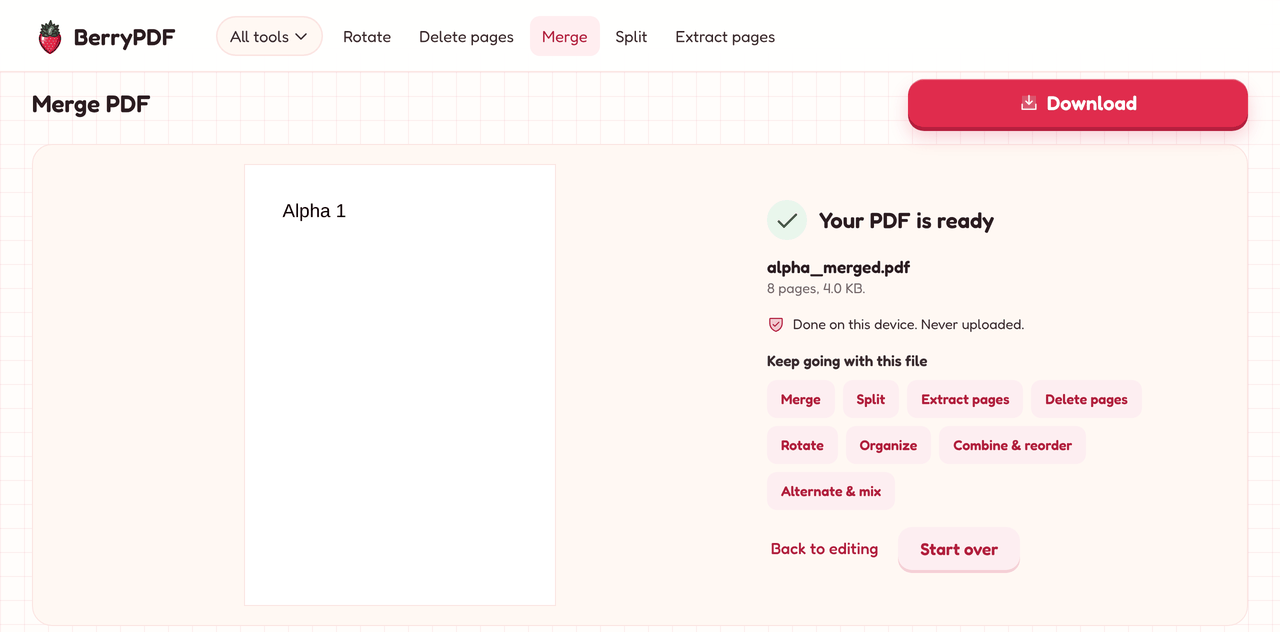 BerryPDF
All tools
Rotate
Delete pages
Merge
Split
Extract pages
Merge PDF
Download
Alpha 1
Your PDF is ready
alpha_merged.pdf
8 pages, 4.0 KB.
Done on this device. Never uploaded.
Keep going with this file
Merge
Split
Extract pages
Delete pages
Rotate
Organize
Combine & reorder
Alternate & mix
Back to editing
Start over